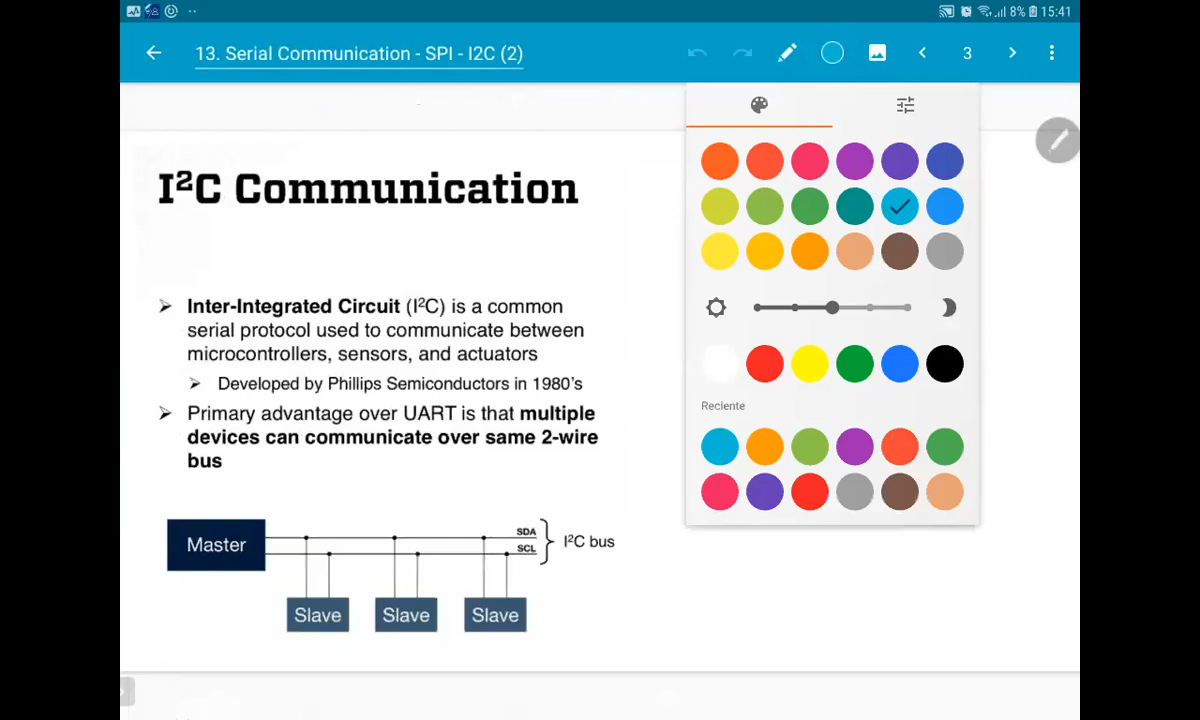 8% 15:41
13. Serial Communication - SPI - I2C (2)
3
I²C Communication
Inter-Integrated Circuit (I²C) is a common
serial protocol used to communicate between
microcontrollers, sensors, and actuators
Developed by Phillips Semiconductors in 1980's
Primary advantage over UART is that multiple
devices can communicate over same 2-wire
bus
Reciente
Master
SDA
SCL
I²C bus
Slave
Slave
Slave